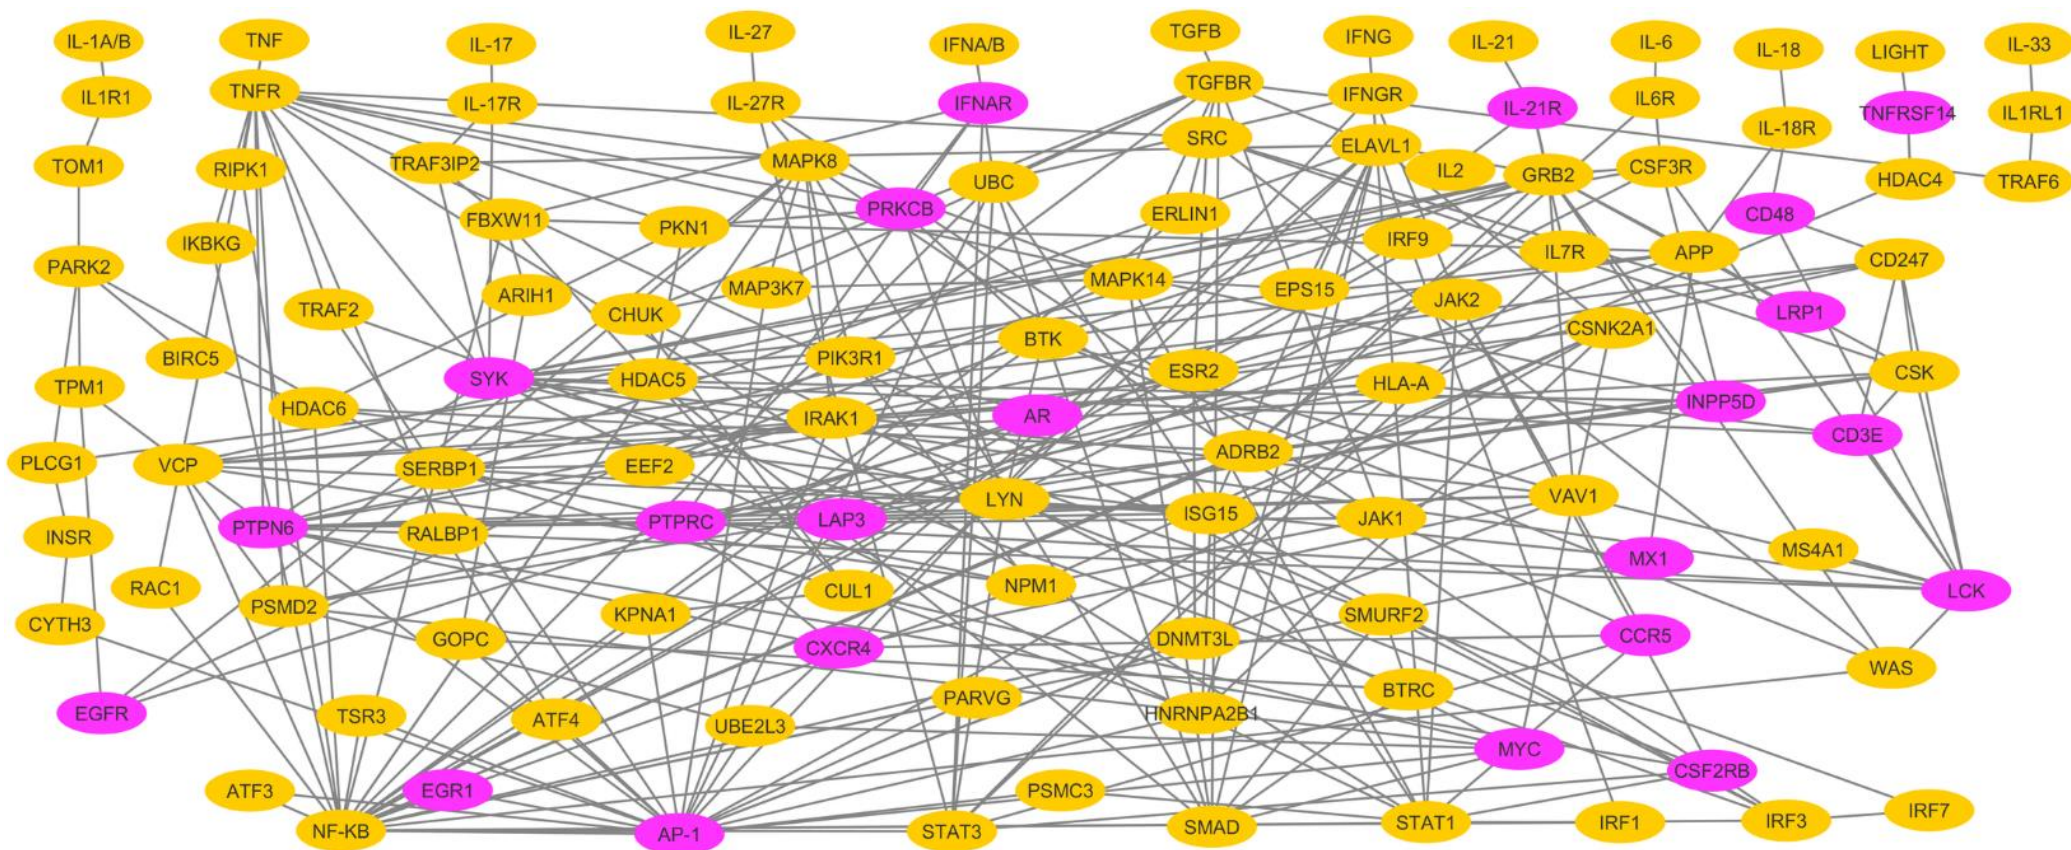 IL-1A/B
TNF
IL-17
IL-27
IFNA/B
TGFB
IFNG
IL-21
IL-6
IL-18
LIGHT
IL-33
IL1R1
TNFR
IL-17R
IL-27R
IFNAR
TGFBR
IFNGR
IL-21R
IL6R
IL-18R
TNFRSF14
IL1RL1
TOM1
RIPK1
TRAF3IP2
MAPK8
UBC
SRC
ELAVL1
IL2
GRB2
CSF3R
HDAC4
TRAF6
PARK2
IKBKG
FBXW11
PKN1
PRKCB
ERLIN1
IRF9
IL7R
APP
CD48
CD247
TRAF2
ARIH1
CHUK
MAP3K7
MAPK14
EPS15
JAK2
CSNK2A1
LRP1
TPM1
BIRC5
SYK
HDAC5
PIK3R1
BTK
ESR2
HLA-A
INPP5D
CSK
HDAC6
IRAK1
AR
ADRB2
CD3E
PLCG1
VCP
SERBP1
EEF2
LYN
ISG15
JAK1
VAV1
INSR
PTPN6
RALBP1
PTPRC
LAP3
MX1
MS4A1
RAC1
PSMD2
KPNA1
CUL1
NPM1
SMURF2
LCK
CYTH3
GOPC
CXCR4
DNMT3L
CCR5
WAS
EGFR
TSR3
ATF4
UBE2L3
PARVG
HNRNPA2B1
BTRC
MYC
CSF2RB
ATF3
EGR1
PSMC3
NF-KB
AP-1
STAT3
SMAD
STAT1
IRF1
IRF3
IRF7